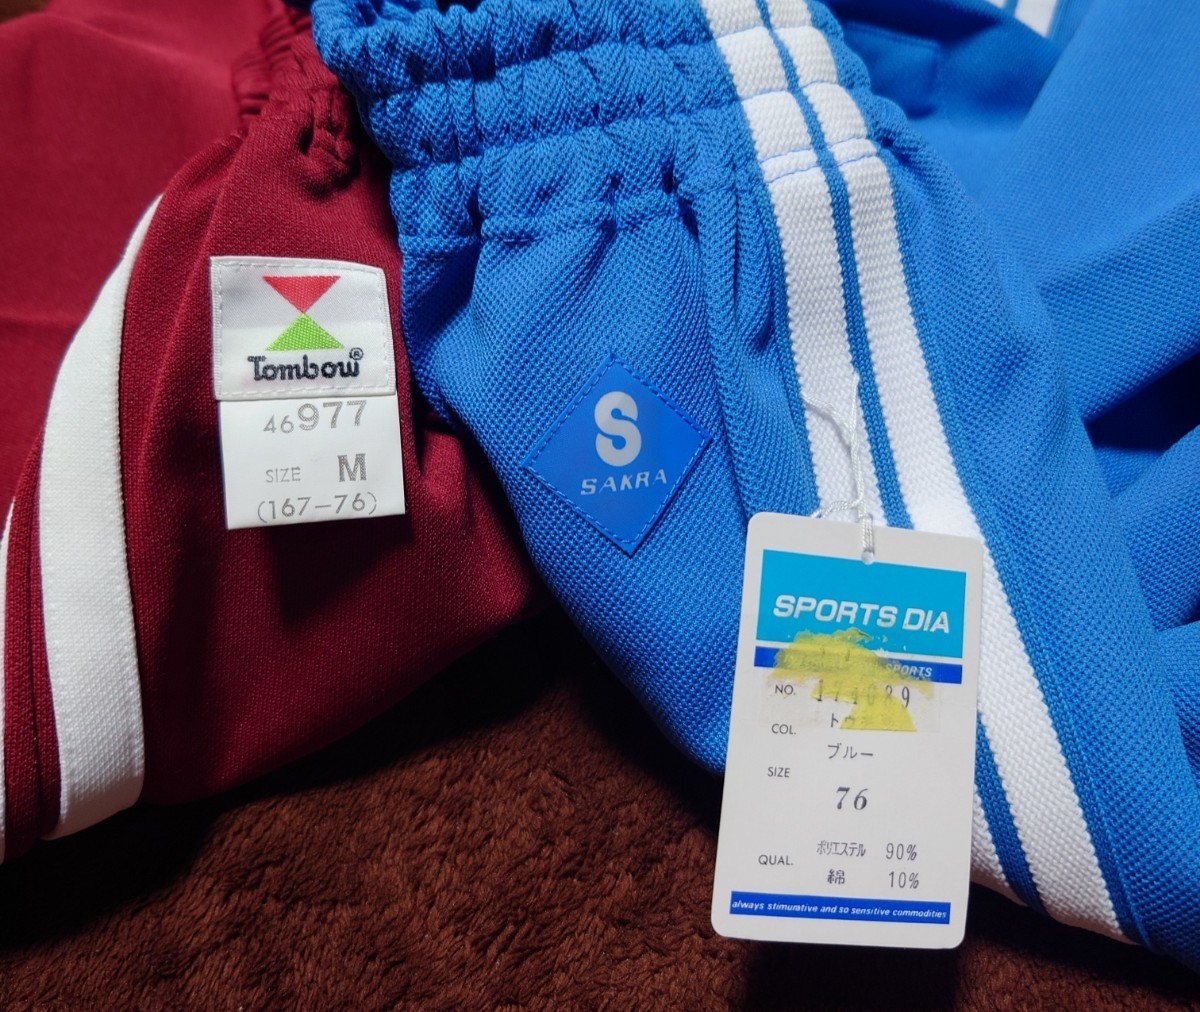 Tombow®
46977
SIZE M
(167-76)
S
SAKRA
SPORTS DIA
SPORTS
NO.
COL.
ブルー
SIZE
76
QUAL. ポリエステル 90%
綿 10%
always stimurative and so sensitive commodities